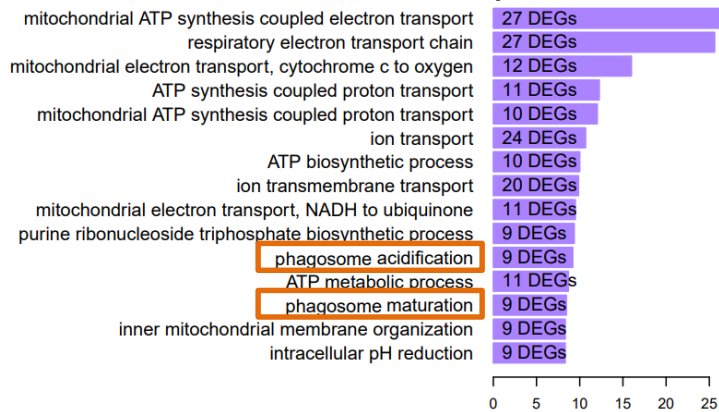 mitochondrial ATP synthesis coupled electron transport 27 DEGs
respiratory electron transport chain 27 DEGs
mitochondrial electron transport, cytochrome c to oxygen 12 DEGs
ATP synthesis coupled proton transport 11 DEGs
mitochondrial ATP synthesis coupled proton transport 10 DEGs
ion transport 24 DEGs
ATP biosynthetic process 10 DEGs
ion transmembrane transport 20 DEGs
mitochondrial electron transport, NADH to ubiquinone 11 DEGs
purine ribonucleoside triphosphate biosynthetic process 9 DEGs
phagosome acidification 9 DEGs
ATP metabolic process 11 DEGs
phagosome maturation 9 DEGs
inner mitochondrial membrane organization 9 DEGs
intracellular pH reduction 9 DEGs
0 5 10 15 20 25